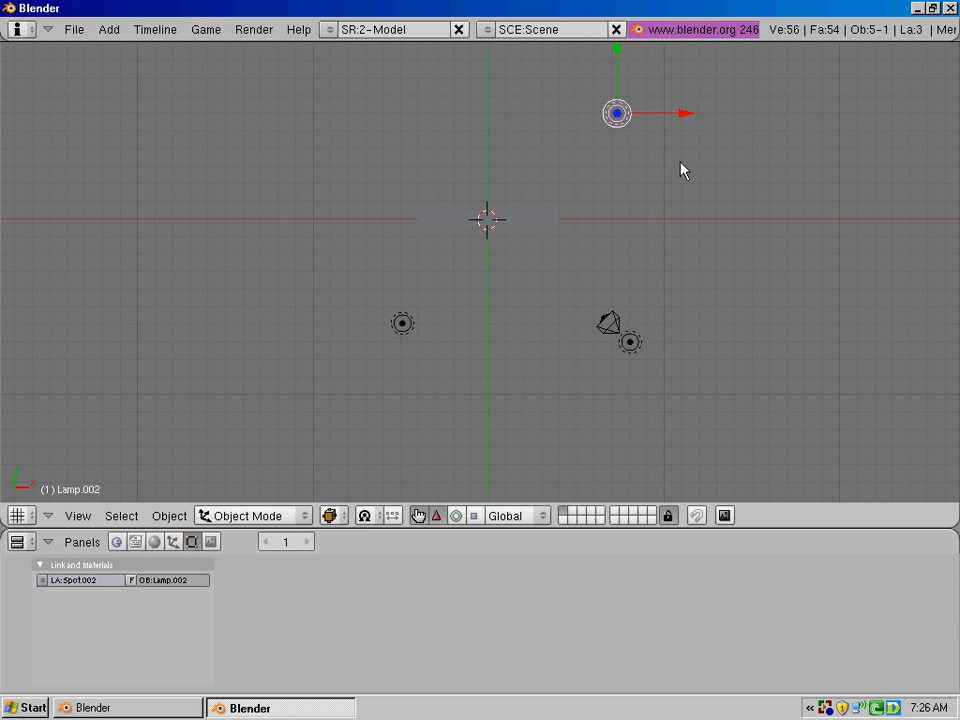 Blender
File Add Timeline Game Render Help SR:2-Model SCE:Scene www.blender.org 246 Ve:56 | Fa:54 | Ob:5-1 | La:3 | Mer
(1) Lamp.002
View Select Object Object Mode Global
Panels 1
Link and Materials
LA:Spot.002 F OB:Lamp.002
Start Blender Blender « 7:26 AM